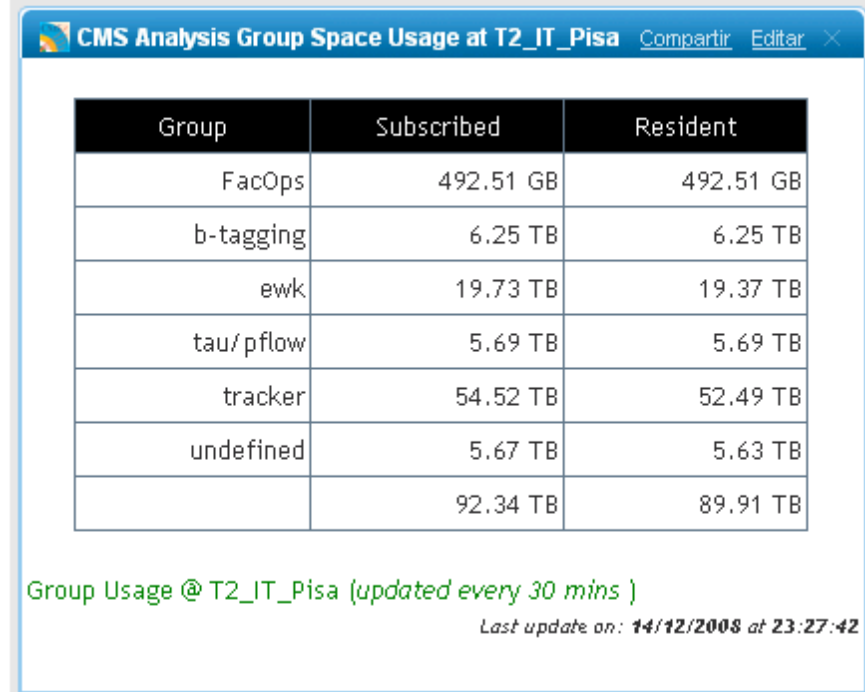 CMS Analysis Group Space Usage at T2_IT_Pisa Compartir Editar
Group Subscribed Resident
FacOps 492.51 GB 492.51 GB
b-tagging 6.25 TB 6.25 TB
ewk 19.73 TB 19.37 TB
tau/pflow 5.69 TB 5.69 TB
tracker 54.52 TB 52.49 TB
undefined 5.67 TB 5.63 TB
92.34 TB 89.91 TB
Group Usage @ T2_IT_Pisa (updated every 30 mins )
Last update on: 14/12/2008 at 23:27:42